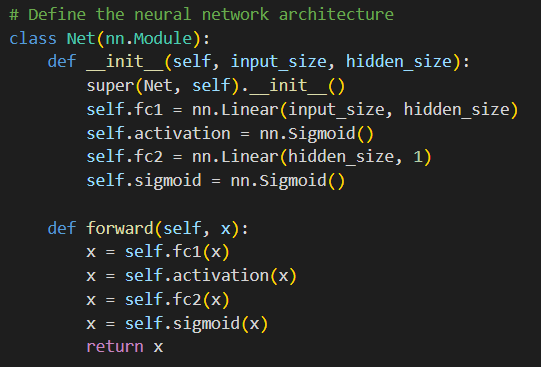 # Define the neural network architecture
class Net(nn.Module):
    def __init__(self, input_size, hidden_size):
        super(Net, self).__init__()
        self.fc1 = nn.Linear(input_size, hidden_size)
        self.activation = nn.Sigmoid()
        self.fc2 = nn.Linear(hidden_size, 1)
        self.sigmoid = nn.Sigmoid()

    def forward(self, x):
        x = self.fc1(x)
        x = self.activation(x)
        x = self.fc2(x)
        x = self.sigmoid(x)
        return x